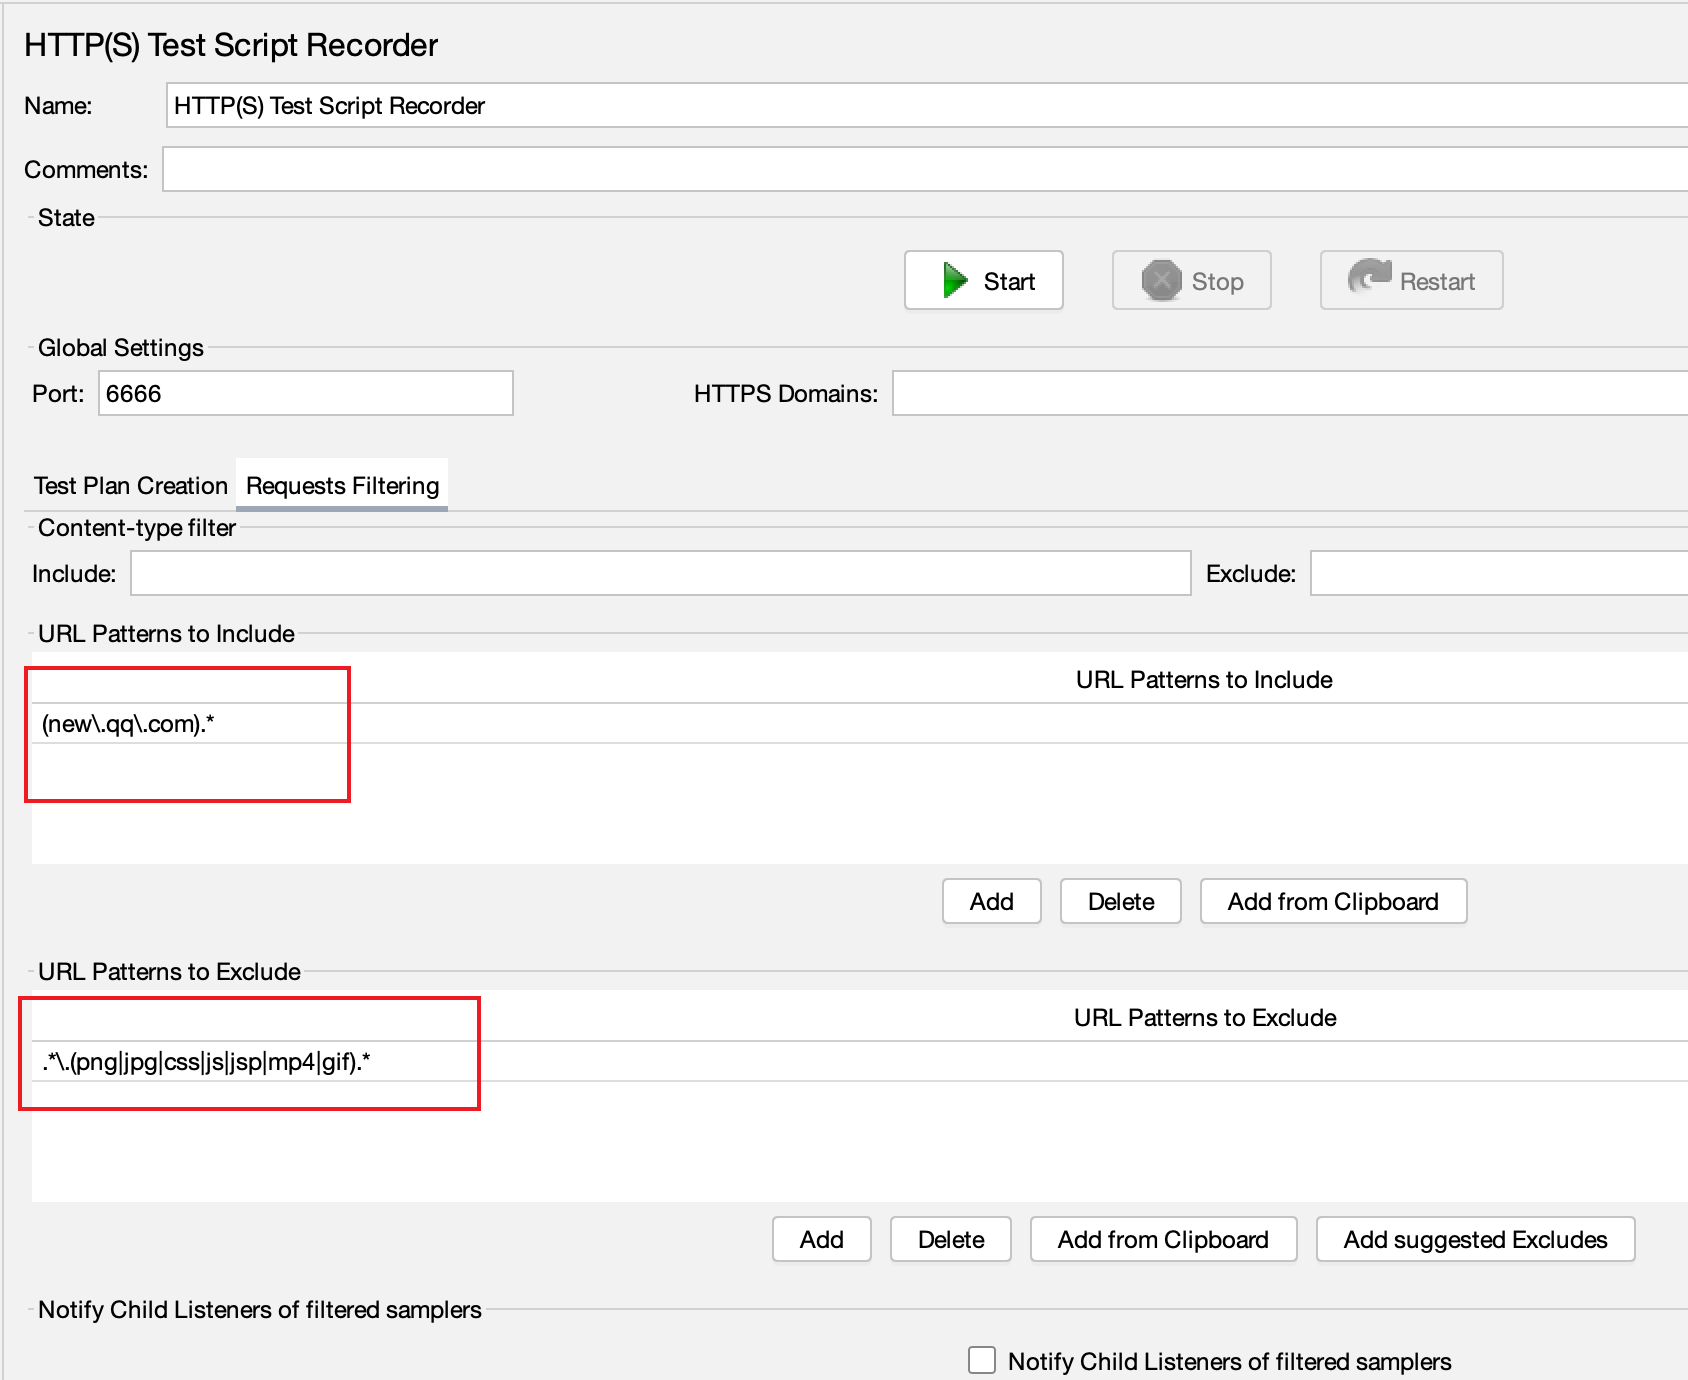 HTTP(S) Test Script Recorder
Name: HTTP(S) Test Script Recorder
Comments:
State
Start Stop Restart
Global Settings
Port: 6666 HTTPS Domains:
Test Plan Creation Requests Filtering
Content-type filter
Include: Exclude:
URL Patterns to Include
URL Patterns to Include
(new\.qq\.com).*
Add Delete Add from Clipboard
URL Patterns to Exclude
URL Patterns to Exclude
.*\.(png|jpg|css|js|jsp|mp4|gif).*
Add Delete Add from Clipboard Add suggested Excludes
Notify Child Listeners of filtered samplers
Notify Child Listeners of filtered samplers